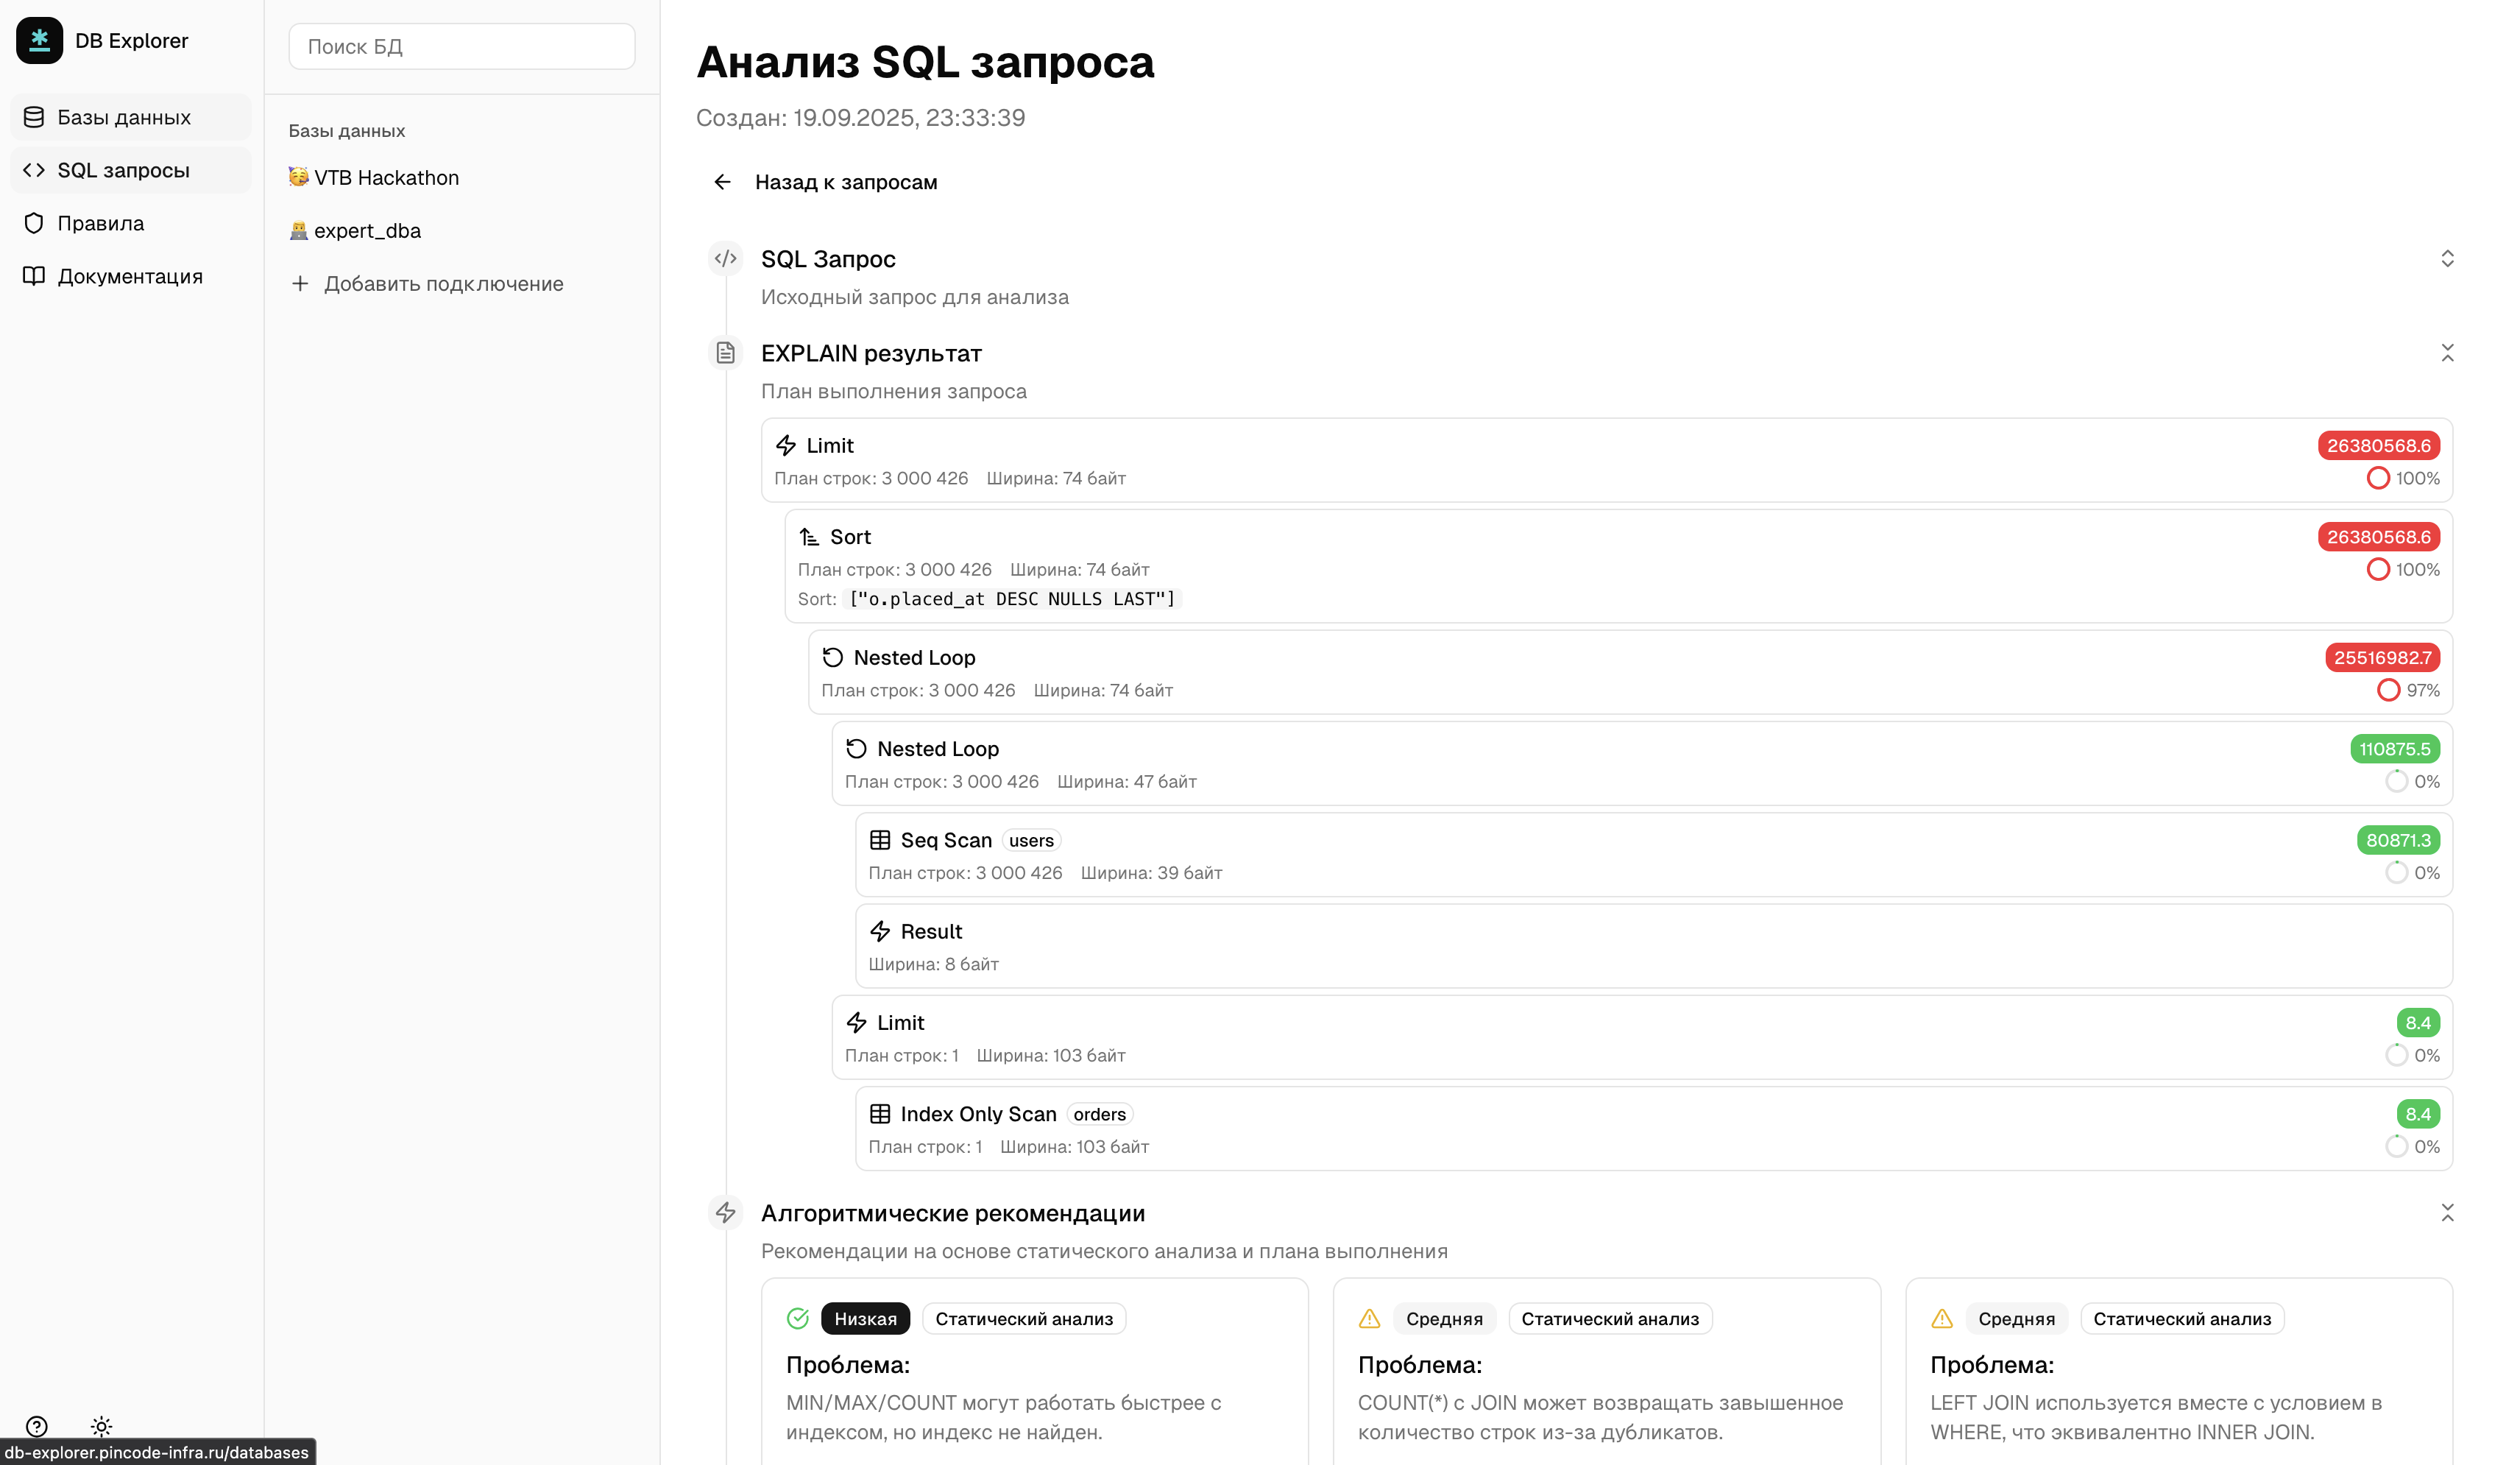 DB Explorer
Базы данных
SQL запросы
Правила
Документация
db-explorer.pincode-infra.ru/databases
Поиск БД
Базы данных
VTB Hackathon
expert_dba
Добавить подключение
Анализ SQL запроса
Создан: 19.09.2025, 23:33:39
Назад к запросам
SQL Запрос
Исходный запрос для анализа
EXPLAIN результат
План выполнения запроса
Limit 26380568.6
План строк: 3 000 426 Ширина: 74 байт 100%
Sort 26380568.6
План строк: 3 000 426 Ширина: 74 байт 100%
Sort: ["o.placed_at DESC NULLS LAST"]
Nested Loop 25516982.7
План строк: 3 000 426 Ширина: 74 байт 97%
Nested Loop 110875.5
План строк: 3 000 426 Ширина: 47 байт 0%
Seq Scan users 80871.3
План строк: 3 000 426 Ширина: 39 байт 0%
Result
Ширина: 8 байт
Limit 8.4
План строк: 1 Ширина: 103 байт 0%
Index Only Scan orders 8.4
План строк: 1 Ширина: 103 байт 0%
Алгоритмические рекомендации
Рекомендации на основе статического анализа и плана выполнения
Низкая Статический анализ
Проблема:
MIN/MAX/COUNT могут работать быстрее с
индексом, но индекс не найден.
Средняя Статический анализ
Проблема:
COUNT(*) с JOIN может возвращать завышенное
количество строк из-за дубликатов.
Средняя Статический анализ
Проблема:
LEFT JOIN используется вместе с условием в
WHERE, что эквивалентно INNER JOIN.